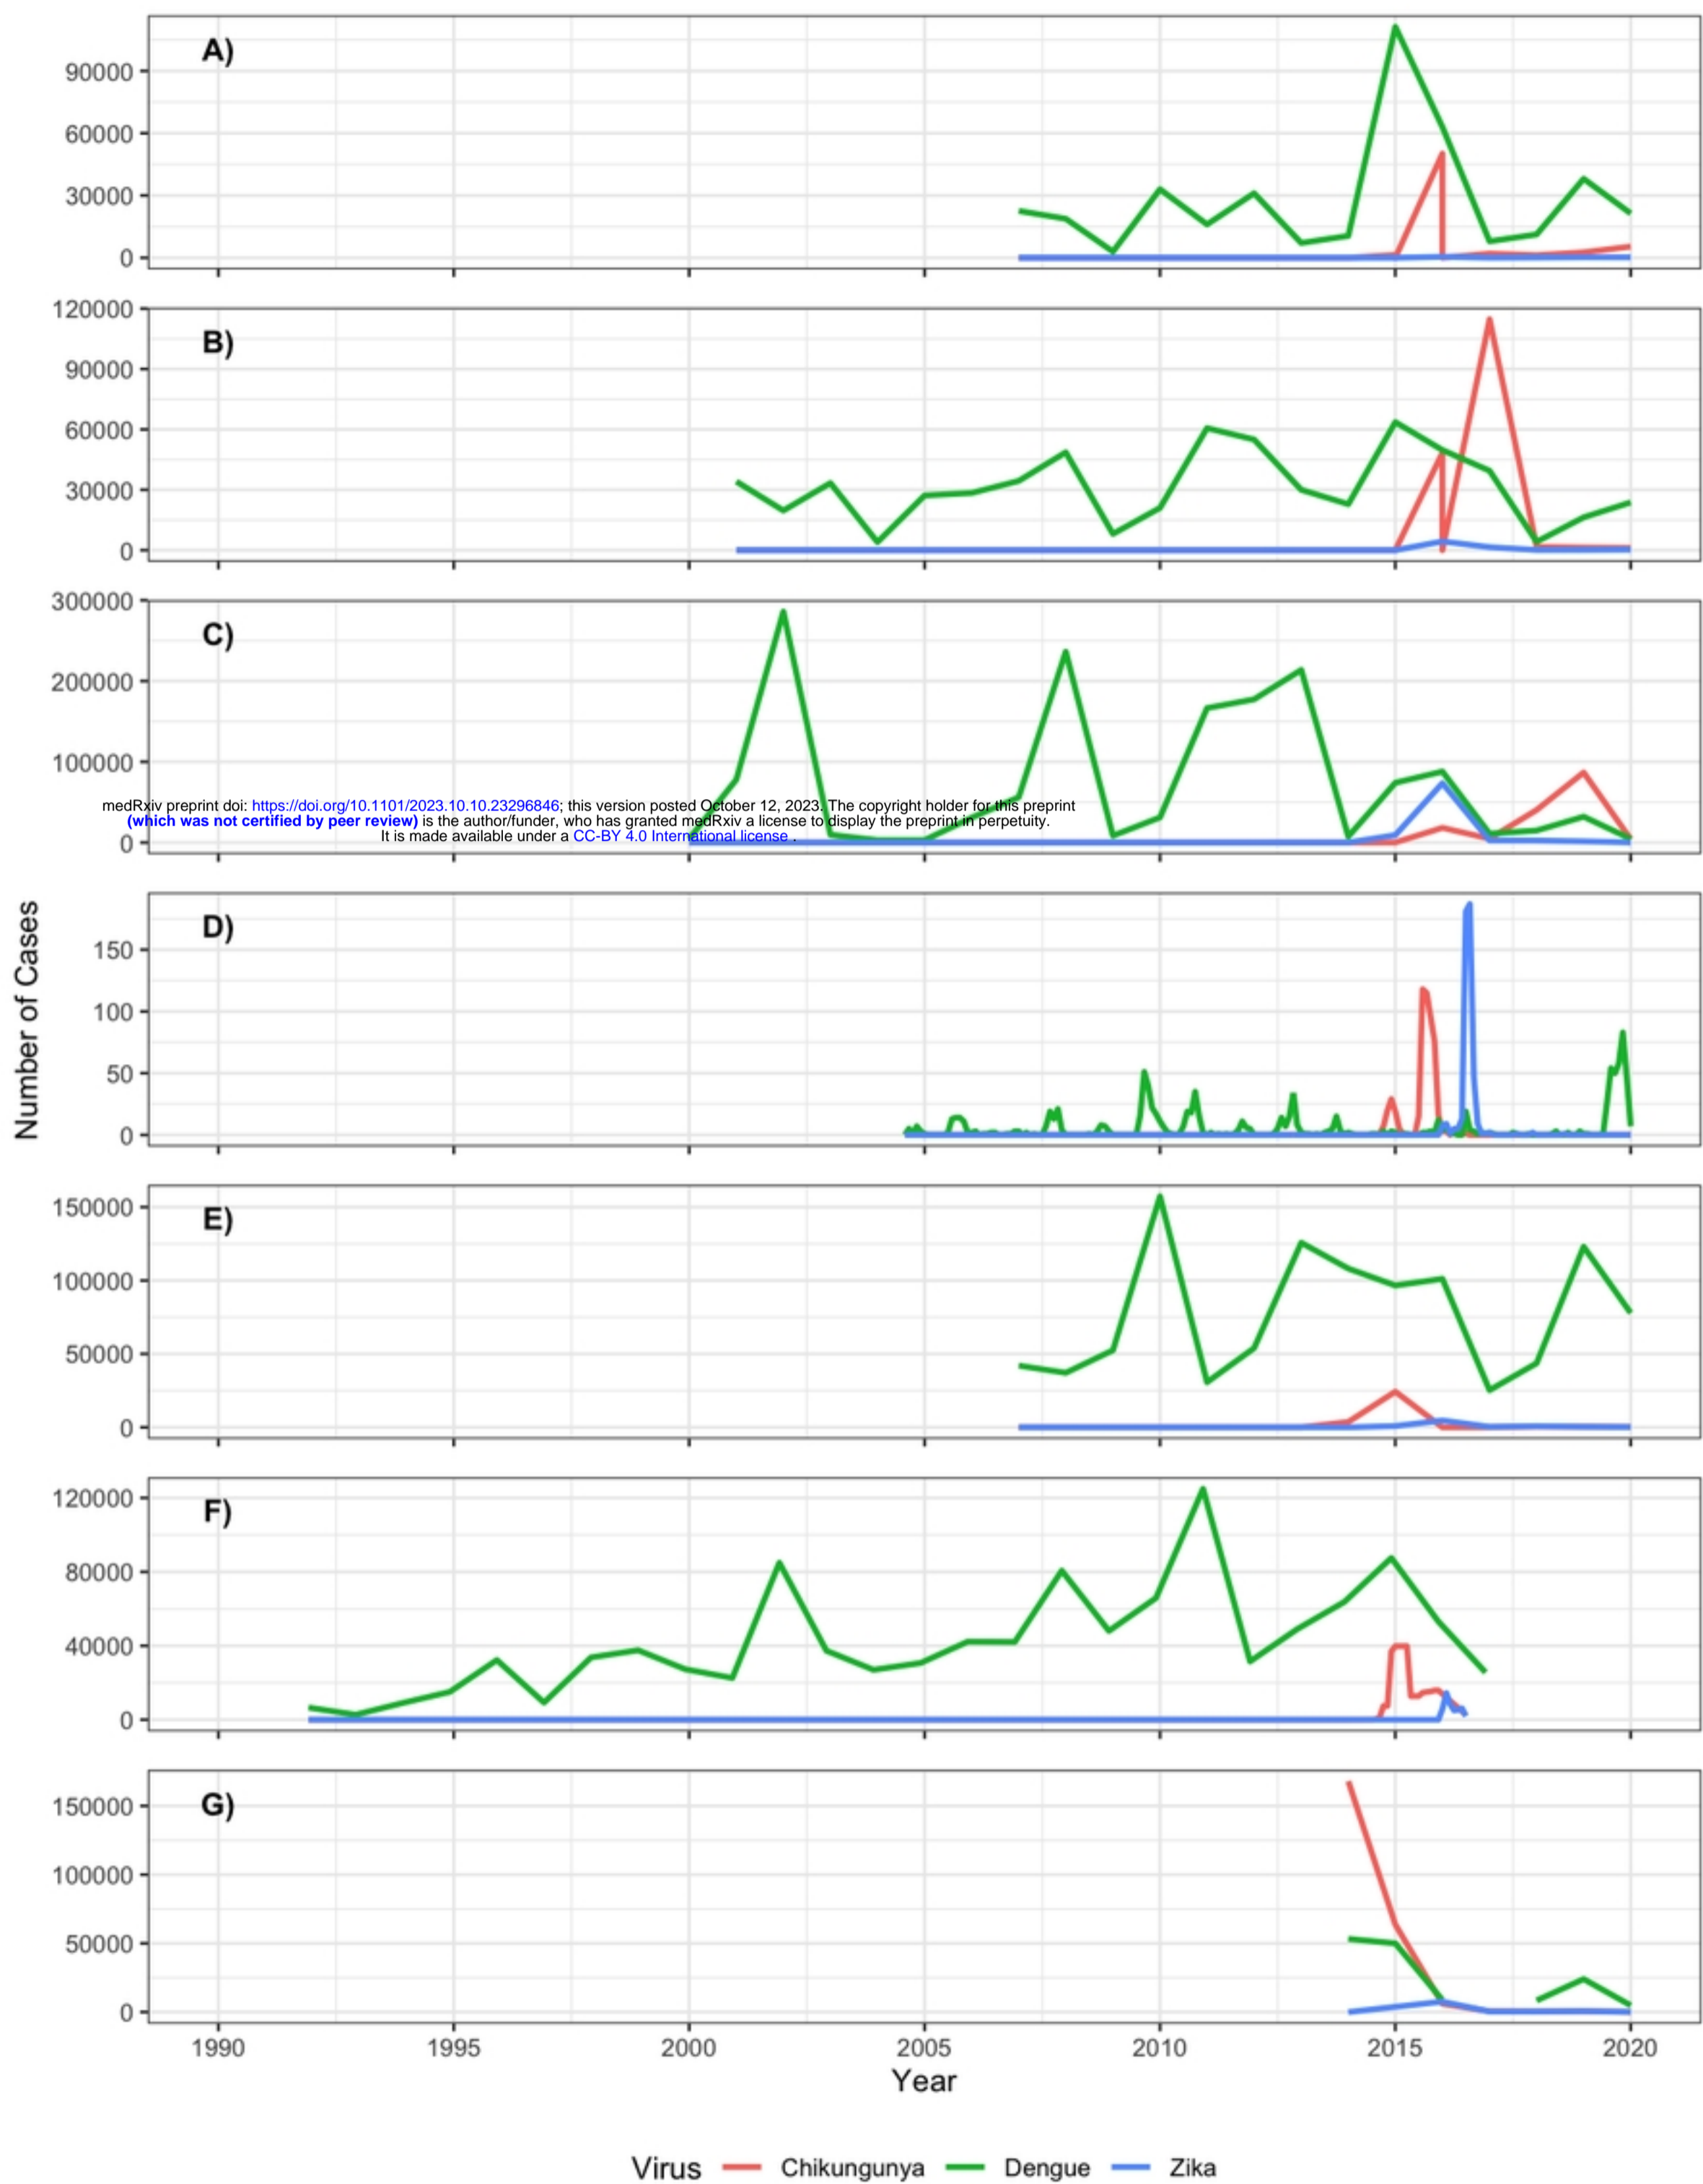 A)
90000
60000
30000
0
B)
120000
90000
60000
30000
0
C)
300000
200000
100000
0
medRxiv preprint doi: https://doi.org/10.1101/2023.10.10.23296846; this version posted October 12, 2023. The copyright holder for this preprint
(which was not certified by peer review) is the author/funder, who has granted medRxiv a license to display the preprint in perpetuity.
It is made available under a CC-BY 4.0 International license .
Number of Cases
D)
150
100
50
0
E)
150000
100000
50000
0
F)
120000
80000
40000
0
G)
150000
100000
50000
0
1990 1995 2000 2005 2010 2015 2020
Year
Virus Chikungunya Dengue Zika